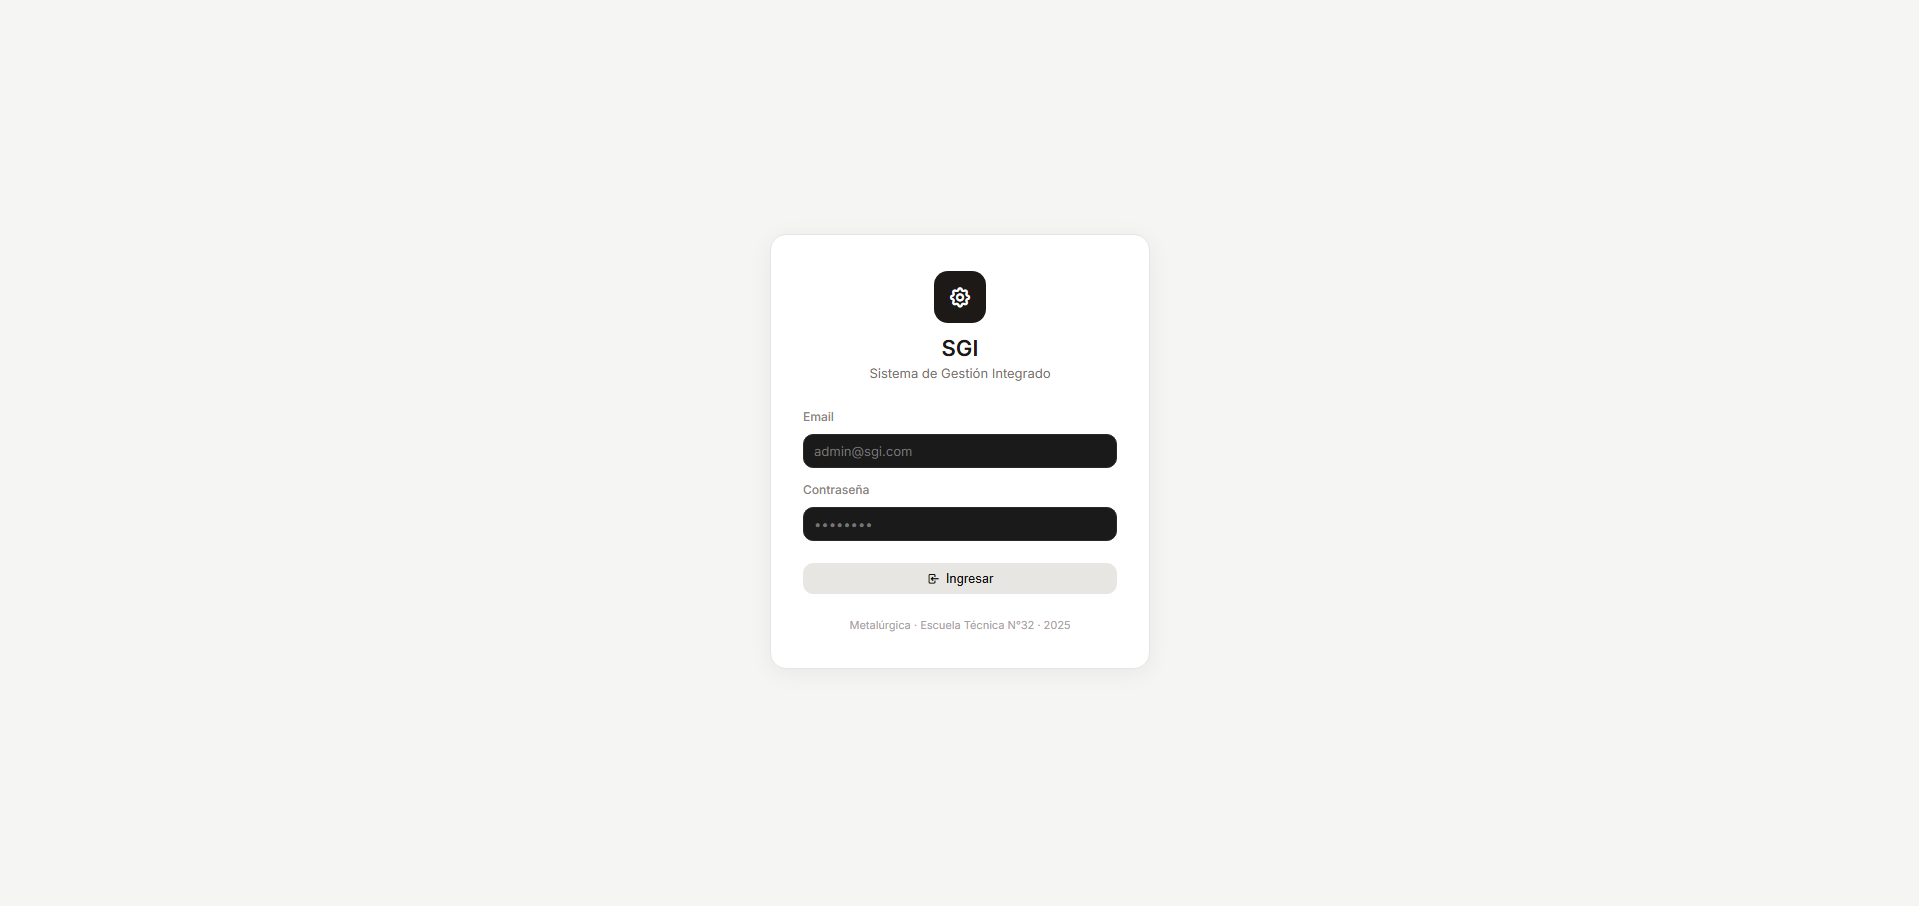 SGI
Sistema de Gestión Integrado
Email
admin@sgi.com
Contraseña
••••••••
Ingresar
Metalúrgica · Escuela Técnica N°32 · 2025